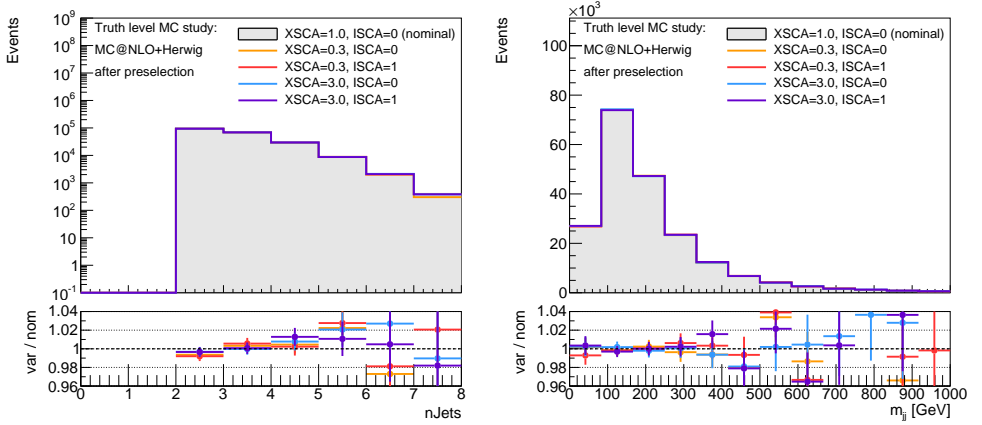 Events
10^9
10^8
10^7
10^6
10^5
10^4
10^3
10^2
10
1
10^-1
Truth level MC study:
MC@NLO+Herwig
after preselection
XSCA=1.0, ISCA=0 (nominal)
XSCA=0.3, ISCA=0
XSCA=0.3, ISCA=1
XSCA=3.0, ISCA=0
XSCA=3.0, ISCA=1
var / nom
1.04
1.02
1
0.98
0.96
0 1 2 3 4 5 6 7 8
nJets
Events
×10^3
100
80
60
40
20
0
Truth level MC study:
MC@NLO+Herwig
after preselection
XSCA=1.0, ISCA=0 (nominal)
XSCA=0.3, ISCA=0
XSCA=0.3, ISCA=1
XSCA=3.0, ISCA=0
XSCA=3.0, ISCA=1
var / nom
1.04
1.02
1
0.98
0.96
0 100 200 300 400 500 600 700 800 900 1000
m_jj [GeV]